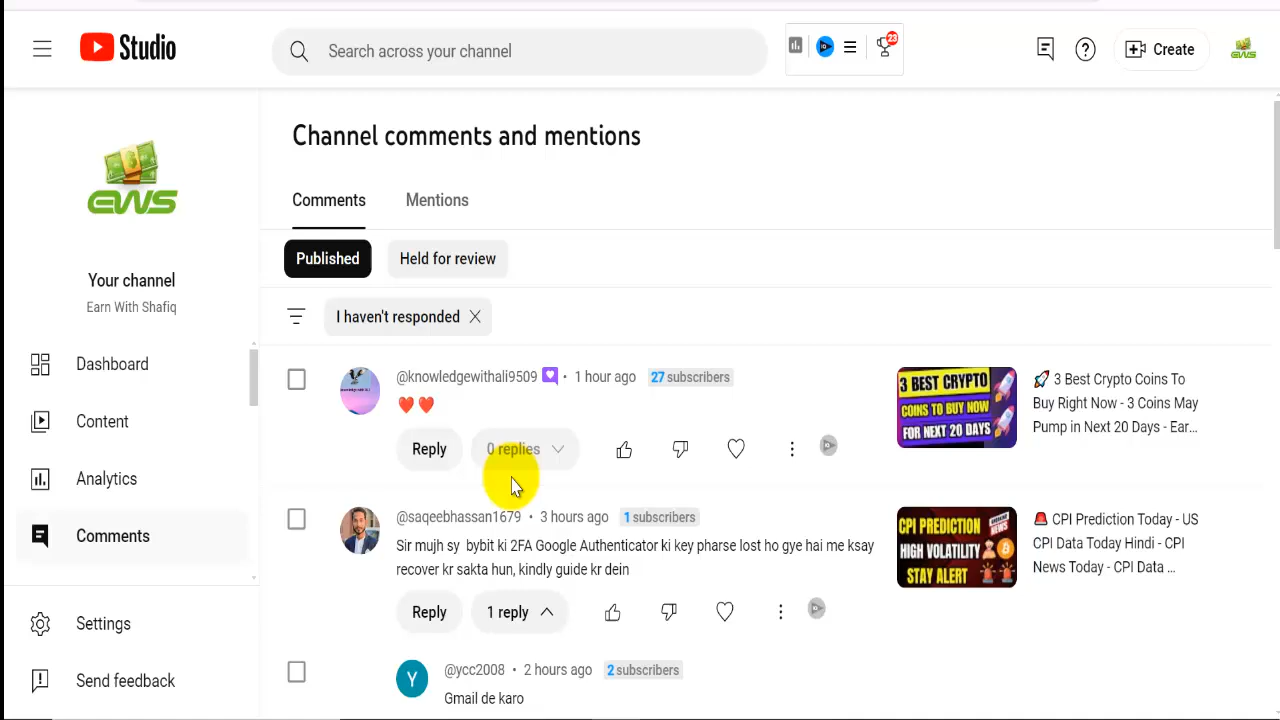 Studio
Search across your channel
23
Create
GWS
Channel comments and mentions
Comments
Mentions
Published
Held for review
I haven't responded
GWS
Your channel
Earn With Shafiq
Dashboard
Content
Analytics
Comments
Settings
Send feedback
@knowledgewithali9509 • 1 hour ago 27 subscribers
❤️❤️
Reply
0 replies
3 BEST CRYPTO
COINS TO BUY NOW
FOR NEXT 20 DAYS
🚀 3 Best Crypto Coins To
Buy Right Now - 3 Coins May
Pump in Next 20 Days - Ear...
@saqeebhassan1679 • 3 hours ago 1 subscribers
Sir mujh sy bybit ki 2FA Google Authenticator ki key pharse lost ho gye hai me ksay
recover kr sakta hun, kindly guide kr dein
Reply
1 reply
CPI PREDICTION
HIGH VOLATILITY
STAY ALERT
🚨 CPI Prediction Today - US
CPI Data Today Hindi - CPI
News Today - CPI Data ...
Y
@ycc2008 • 2 hours ago 2 subscribers
Gmail de karo